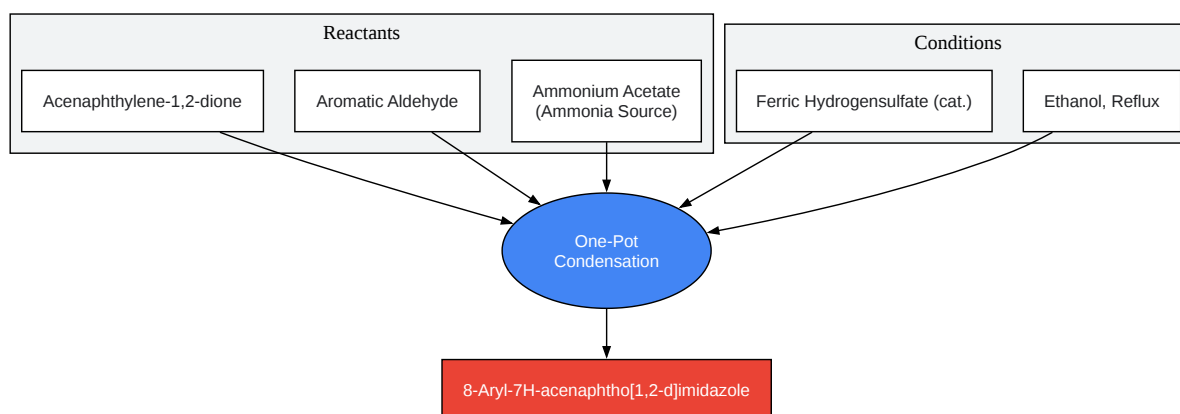 Reactants
Conditions
Acenaphthylene-1,2-dione
Aromatic Aldehyde
Ammonium Acetate
(Ammonia Source)
Ferric Hydrogensulfate (cat.)
Ethanol, Reflux
One-Pot
Condensation
8-Aryl-7H-acenaphtho[1,2-d]imidazole